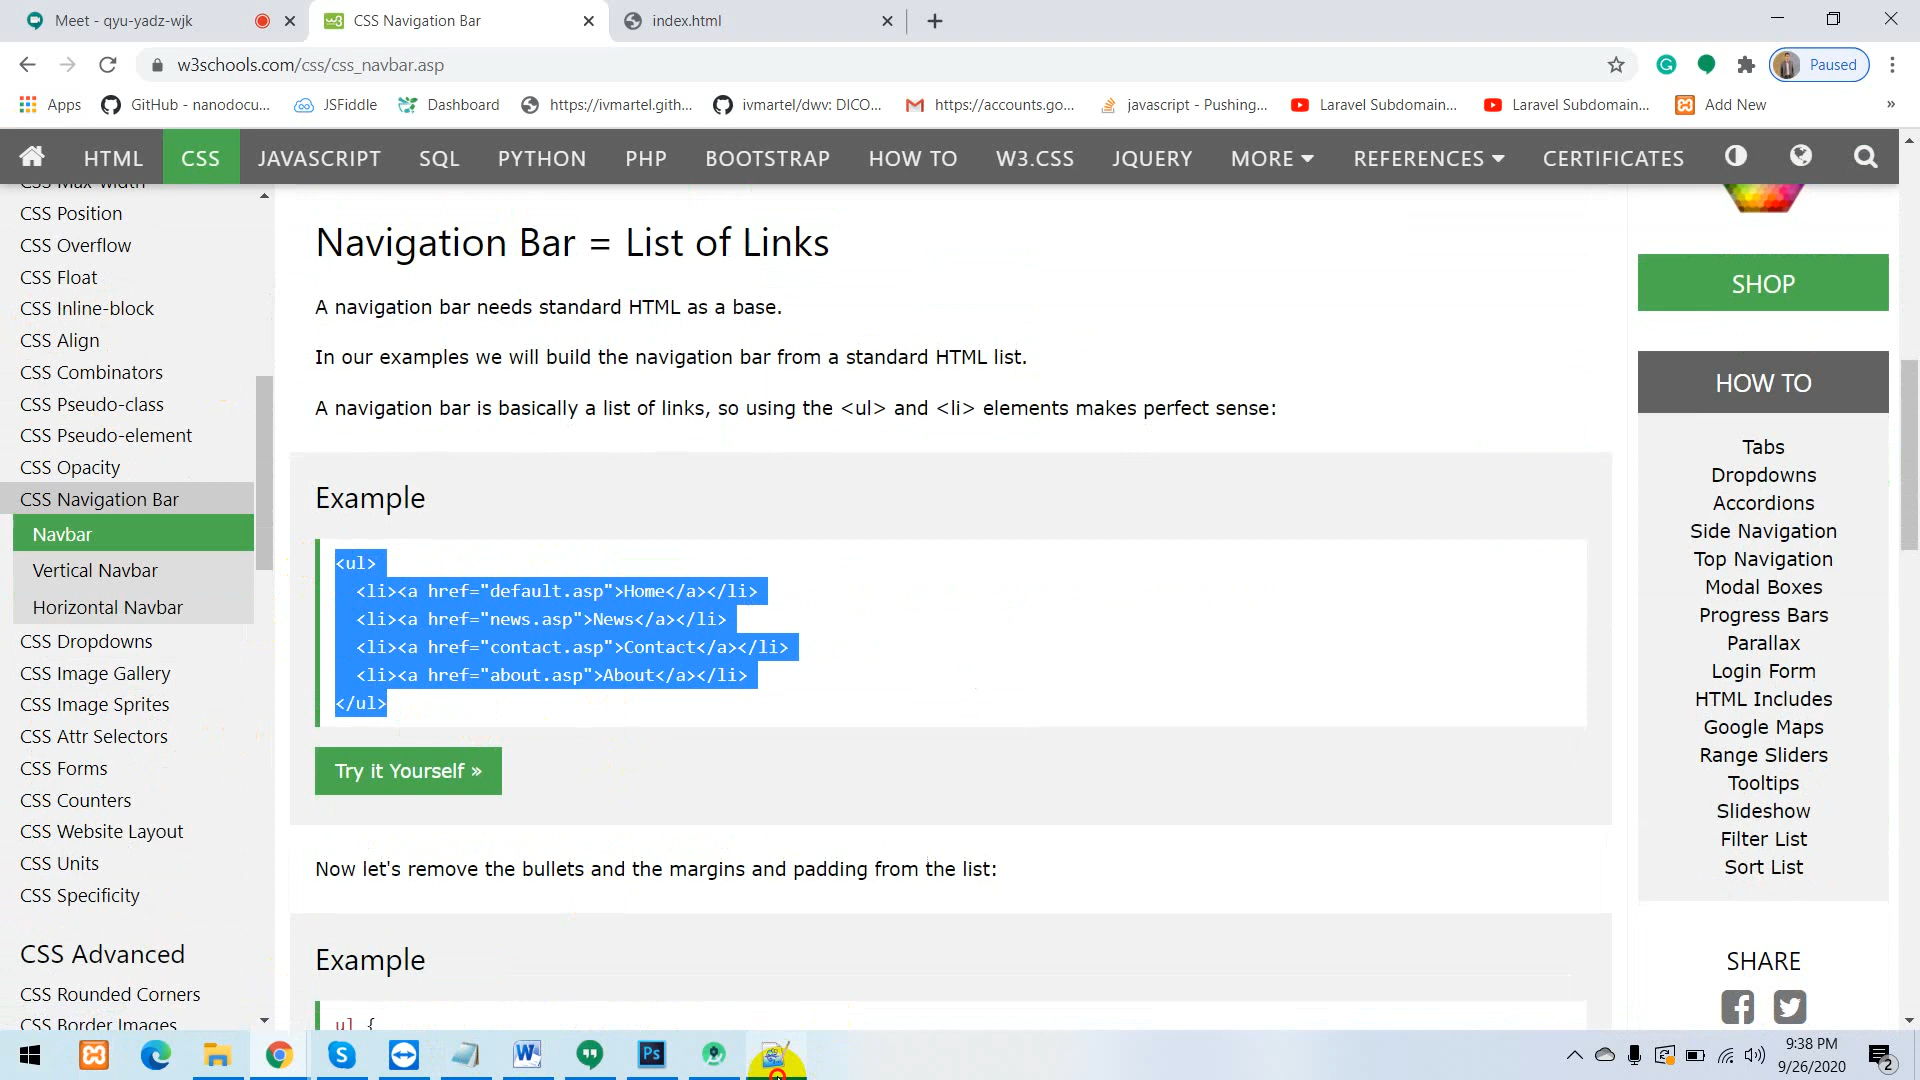 Meet - qyu-yadz-wjk
CSS Navigation Bar
index.html
w3schools.com/css/css_navbar.asp
Paused
Apps
GitHub - nanodocu...
JSFiddle
Dashboard
https://ivmartel.gith...
ivmartel/dwv: DICO...
https://accounts.go...
javascript - Pushing...
Laravel Subdomain...
Laravel Subdomain...
Add New
»
HTML
CSS
JAVASCRIPT
SQL
PYTHON
PHP
BOOTSTRAP
HOW TO
W3.CSS
JQUERY
MORE
REFERENCES
CERTIFICATES
CSS Max-width
CSS Position
CSS Overflow
CSS Float
CSS Inline-block
CSS Align
CSS Combinators
CSS Pseudo-class
CSS Pseudo-element
CSS Opacity
CSS Navigation Bar
Navbar
Vertical Navbar
Horizontal Navbar
CSS Dropdowns
CSS Image Gallery
CSS Image Sprites
CSS Attr Selectors
CSS Forms
CSS Counters
CSS Website Layout
CSS Units
CSS Specificity
CSS Advanced
CSS Rounded Corners
CSS Border Images
Navigation Bar = List of Links
A navigation bar needs standard HTML as a base.
In our examples we will build the navigation bar from a standard HTML list.
A navigation bar is basically a list of links, so using the <ul> and <li> elements makes perfect sense:
Example
<ul>
<li><a href="default.asp">Home</a></li>
<li><a href="news.asp">News</a></li>
<li><a href="contact.asp">Contact</a></li>
<li><a href="about.asp">About</a></li>
</ul>
Try it Yourself »
Now let's remove the bullets and the margins and padding from the list:
Example
ul {
SHOP
HOW TO
Tabs
Dropdowns
Accordions
Side Navigation
Top Navigation
Modal Boxes
Progress Bars
Parallax
Login Form
HTML Includes
Google Maps
Range Sliders
Tooltips
Slideshow
Filter List
Sort List
SHARE
9:38 PM
9/26/2020
2